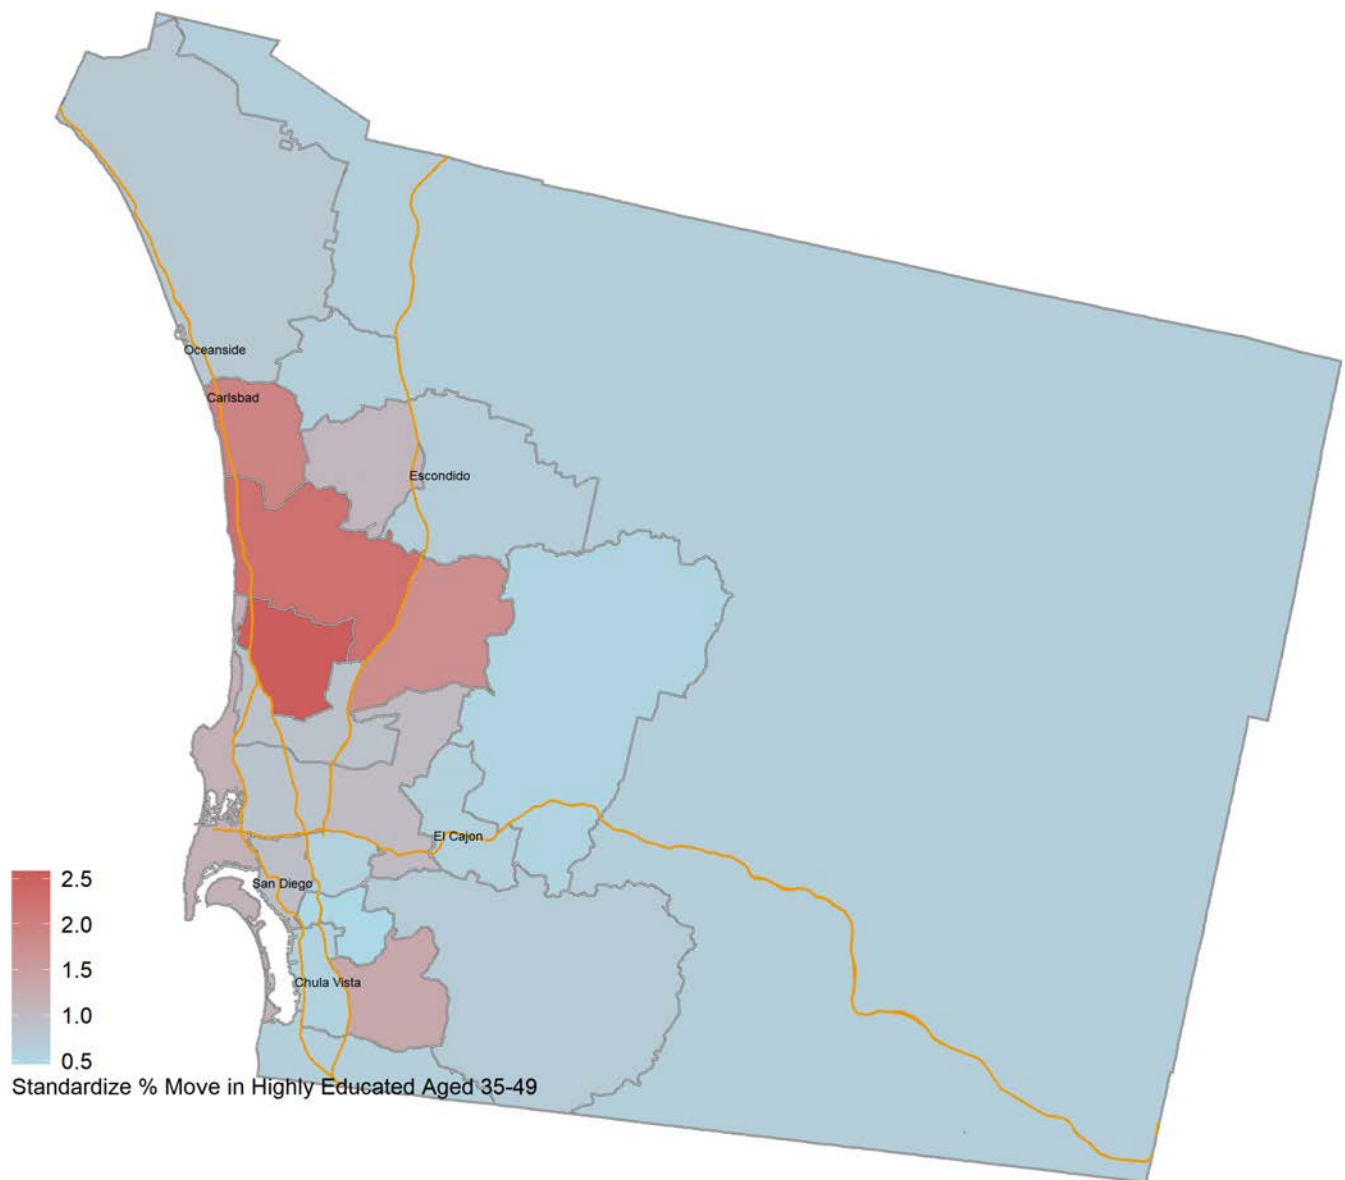 Oceanside
Carlsbad
Escondido
El Cajon
San Diego
Chula Vista
2.5
2.0
1.5
1.0
0.5
Standardize % Move in Highly Educated Aged 35-49